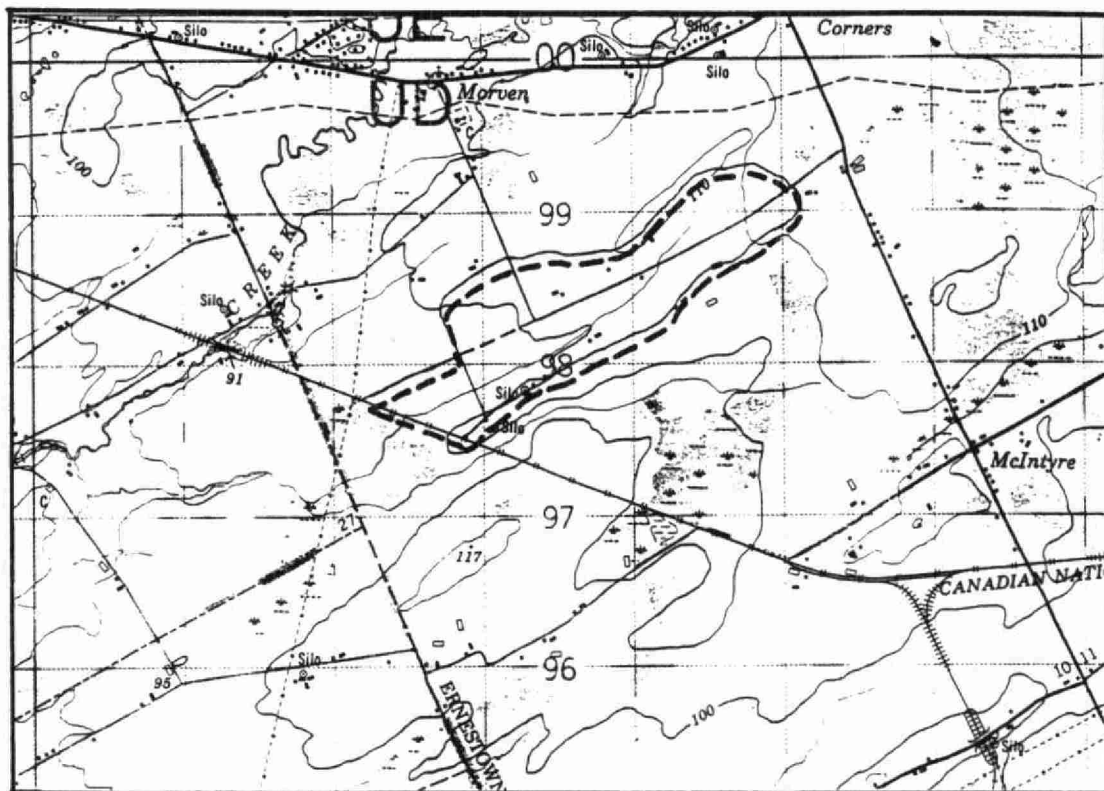 Silo
Silo
Corners
Silo
Morven
100
110
99
CREEK
Silo
110
98
91
Silo
Silo
McIntyre
97
27
117
CANADIAN NATI
96
Silo
95
10
11
ERNESTOWN
100
Silo